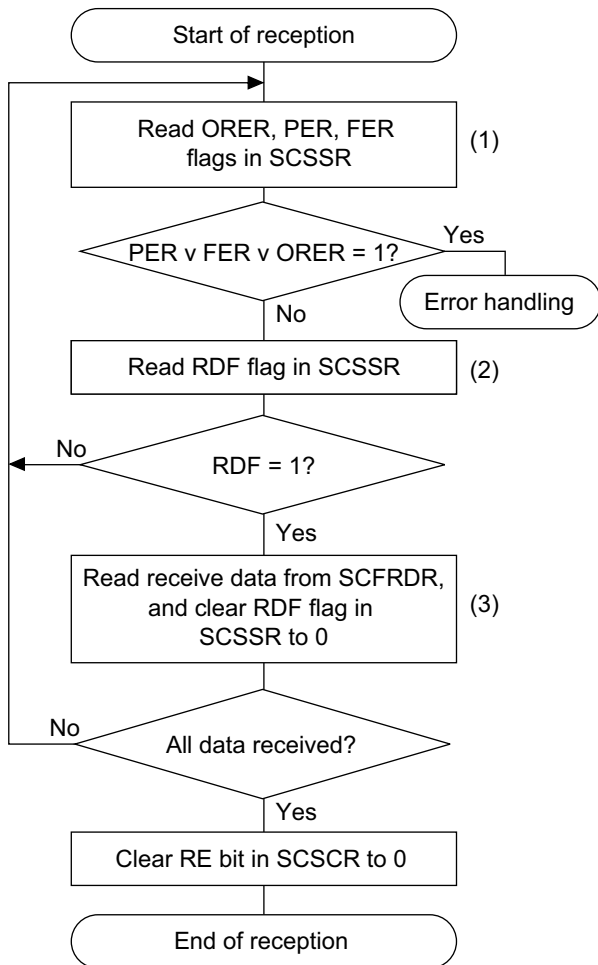 Start of reception
Read ORER, PER, FER
flags in SCSSR
(1)
PER v FER v ORER = 1?
Yes
Error handling
No
Read RDF flag in SCSSR
(2)
No
RDF = 1?
Yes
Read receive data from SCFRDR,
and clear RDF flag in
SCSSR to 0
(3)
No
All data received?
Yes
Clear RE bit in SCSCR to 0
End of reception